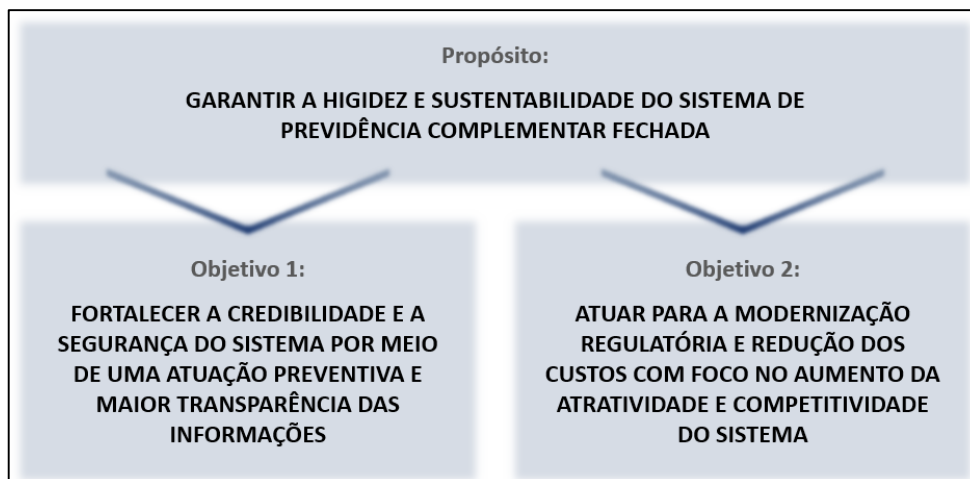 Propósito:
GARANTIR A HIGIDEZ E SUSTENTABILIDADE DO SISTEMA DE
PREVIDÊNCIA COMPLEMENTAR FECHADA
Objetivo 1:
FORTALECER A CREDIBILIDADE E A
SEGURANÇA DO SISTEMA POR MEIO
DE UMA ATUAÇÃO PREVENTIVA E
MAIOR TRANSPARÊNCIA DAS
INFORMAÇÕES
Objetivo 2:
ATUAR PARA A MODERNIZAÇÃO
REGULATÓRIA E REDUÇÃO DOS
CUSTOS COM FOCO NO AUMENTO DA
ATRATIVIDADE E COMPETITIVIDADE
DO SISTEMA